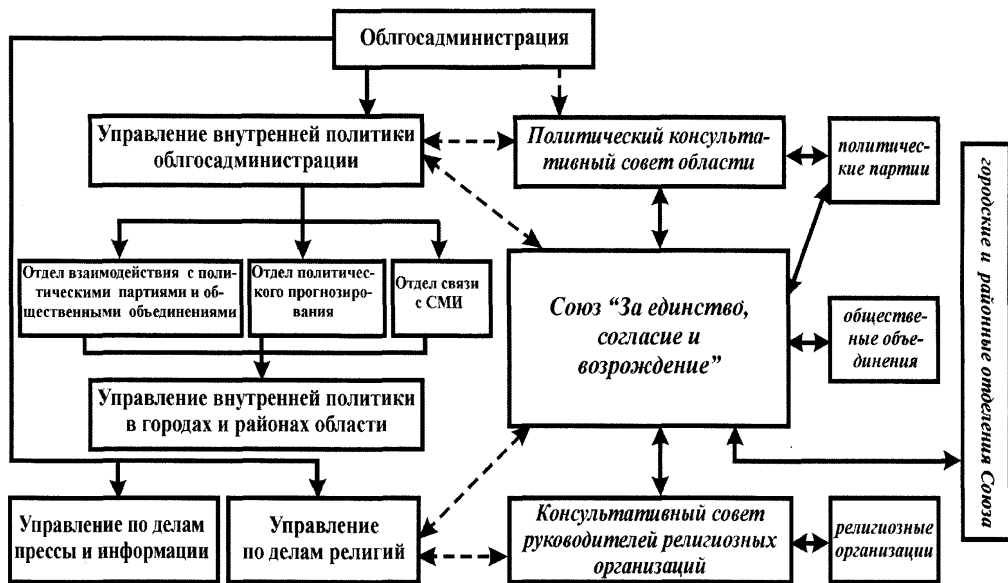 Облгосадминистрация
Управление внутренней политики
облгосадминистрации
Политический консульта-
тивный совет области
политичес-
кие партии
городские и районные отделения Союза
Отдел взаимодействия с поли-
тическими партиями и об-
щественными объединениями
Отдел политичес-
кого прогнозиро-
вания
Отдел связи
с СМИ
Союз “За единство,
согласие и
возрождение”
обществе-
ные объе-
динения
Управление внутренней политики
в городах и районах области
Управление по делам
прессы и информации
Управление
по делам религий
Консультативный совет
руководителей религиозных
организаций
религиозные
организации